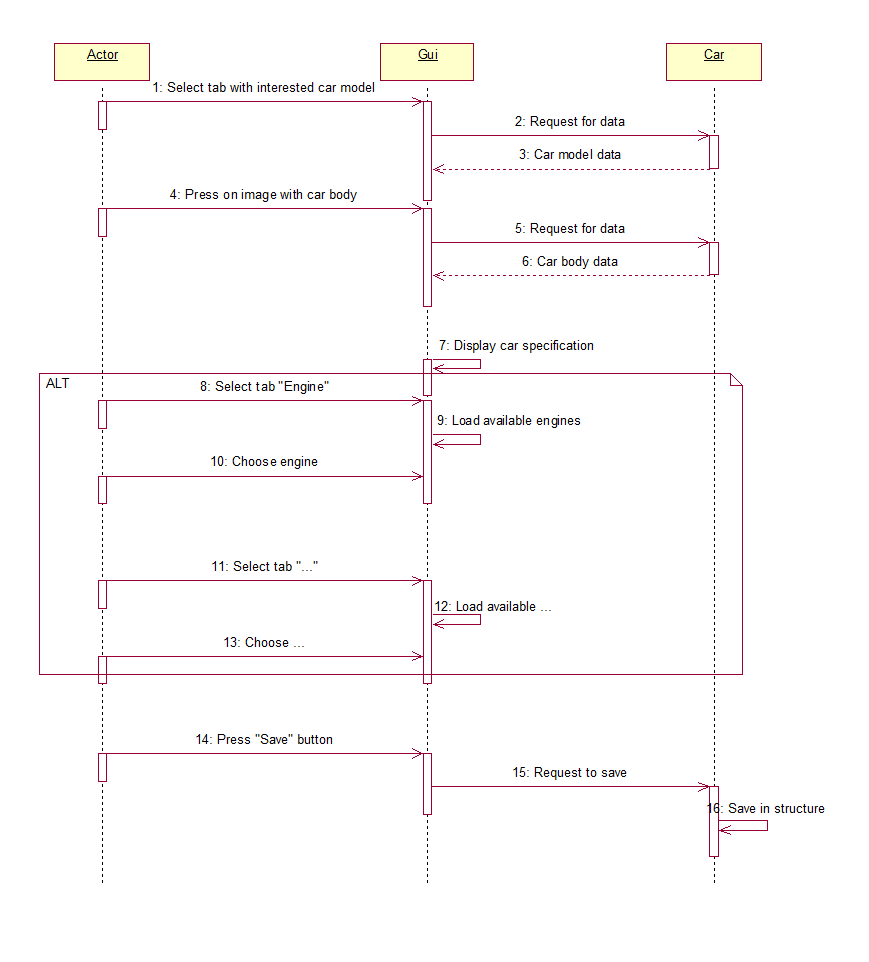 Actor
Gui
Car
1: Select tab with interested car model
2: Request for data
3: Car model data
4: Press on image with car body
5: Request for data
6: Car body data
7: Display car specification
ALT
8: Select tab "Engine"
9: Load available engines
10: Choose engine
11: Select tab "..."
12: Load available ...
13: Choose ...
14: Press "Save" button
15: Request to save
16: Save in structure